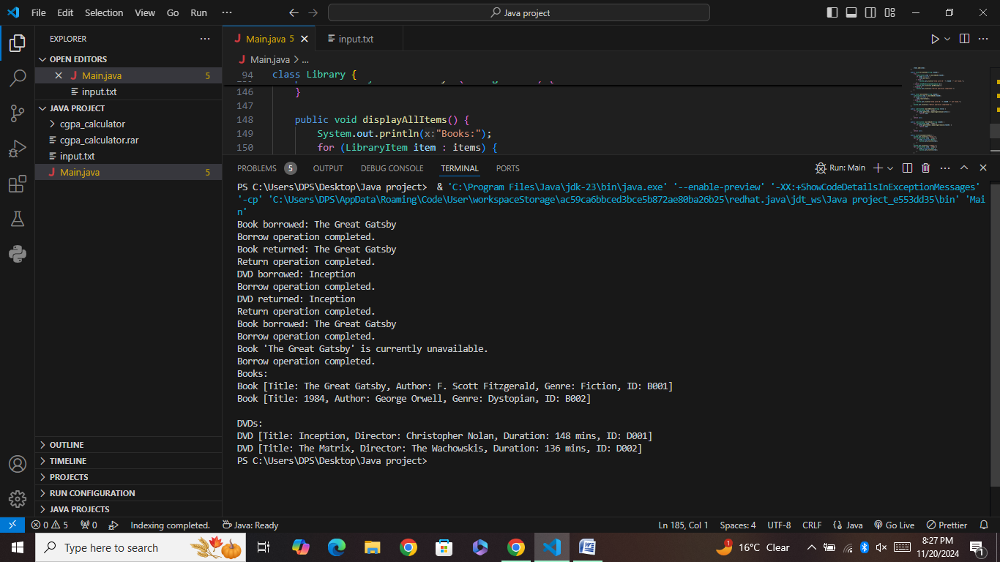 File Edit Selection View Go Run ··· Java project
EXPLORER ···
OPEN EDITORS
Main.java 5
input.txt
JAVA PROJECT
cgpa_calculator
cgpa_calculator.rar
input.txt
Main.java 5
OUTLINE
TIMELINE
PROJECTS
RUN CONFIGURATION
JAVA PROJECTS
Main.java 5 input.txt
Main.java > ...
94 class Library {
146 }
147
148 public void displayAllItems() {
149 System.out.println(x:"Books:");
150 for (LibraryItem item : items) {
PROBLEMS 5 OUTPUT DEBUG CONSOLE TERMINAL PORTS Run: Main
PS C:\Users\DPS\Desktop\Java project> & 'C:\Program Files\Java\jdk-23\bin\java.exe' '--enable-preview' '-XX:+ShowCodeDetailsInExceptionMessages'
'-cp' 'C:\Users\DPS\AppData\Roaming\Code\User\workspaceStorage\ac59ca6bbced3bce5b872ae80ba26b25\redhat.java\jdt_ws\Java project_e553dd35\bin' 'Mai
n'
Book borrowed: The Great Gatsby
Borrow operation completed.
Book returned: The Great Gatsby
Return operation completed.
DVD borrowed: Inception
Borrow operation completed.
DVD returned: Inception
Return operation completed.
Book borrowed: The Great Gatsby
Borrow operation completed.
Book 'The Great Gatsby' is currently unavailable.
Borrow operation completed.
Books:
Book [Title: The Great Gatsby, Author: F. Scott Fitzgerald, Genre: Fiction, ID: B001]
Book [Title: 1984, Author: George Orwell, Genre: Dystopian, ID: B002]
DVDs:
DVD [Title: Inception, Director: Christopher Nolan, Duration: 148 mins, ID: D001]
DVD [Title: The Matrix, Director: The Wachowskis, Duration: 136 mins, ID: D002]
PS C:\Users\DPS\Desktop\Java project>
0 5 0 Indexing completed. Java: Ready Ln 185, Col 1 Spaces: 4 UTF-8 CRLF Java Go Live Prettier
Type here to search 1 16°C Clear 8:27 PM
11/20/2024 1